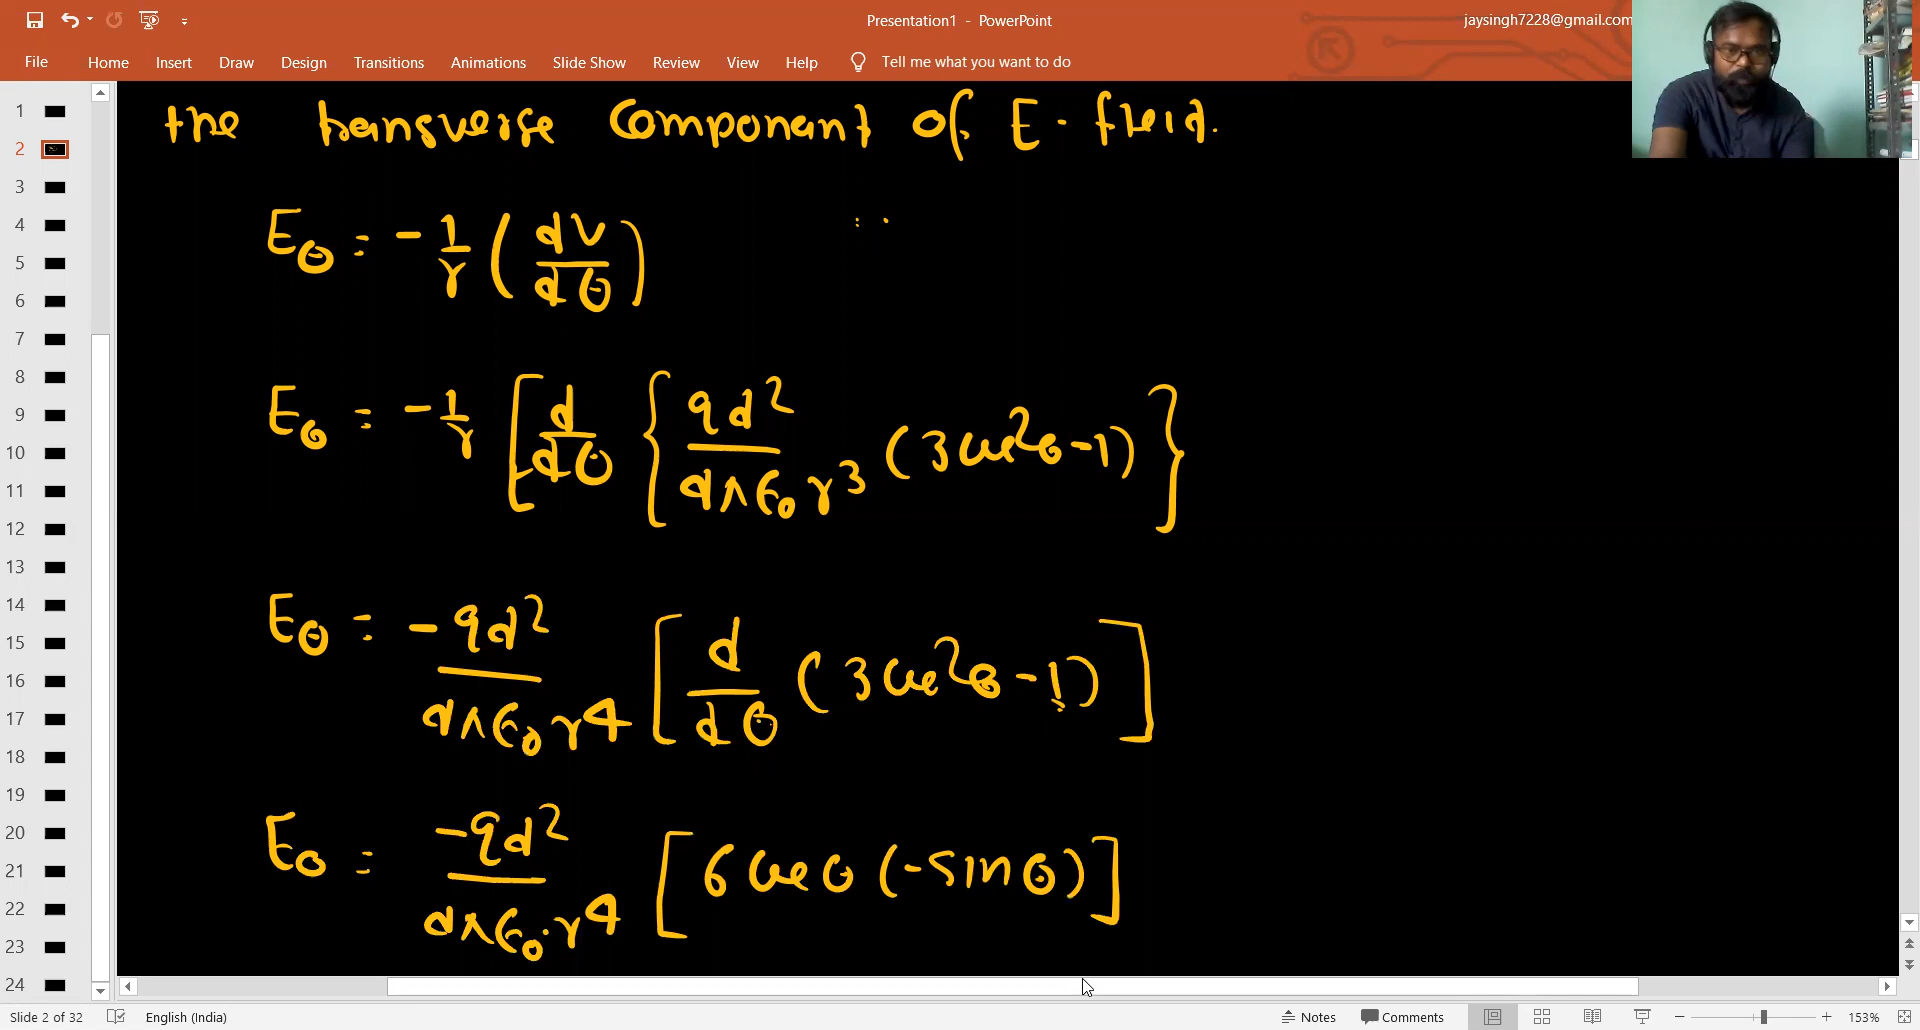 Presentation1 - PowerPoint
jaysingh7228@gmail.com
File Home Insert Draw Design Transitions Animations Slide Show Review View Help Tell me what you want to do
1
2
3
4
5
6
7
8
9
10
11
12
13
14
15
16
17
18
19
20
21
22
23
24
the transverse Component of E-field.
Eθ = -1/r (dV/dθ)
Eθ = -1/r [d/dθ {qd²/4πε₀r³ (3cos²θ-1)}]
Eθ = -qd²/4πε₀r⁴ [d/dθ (3cos²θ-1)]
Eθ = -qd²/4πε₀r⁴ [6cosθ (-sinθ)]
Slide 2 of 32 English (India) Notes Comments 153%